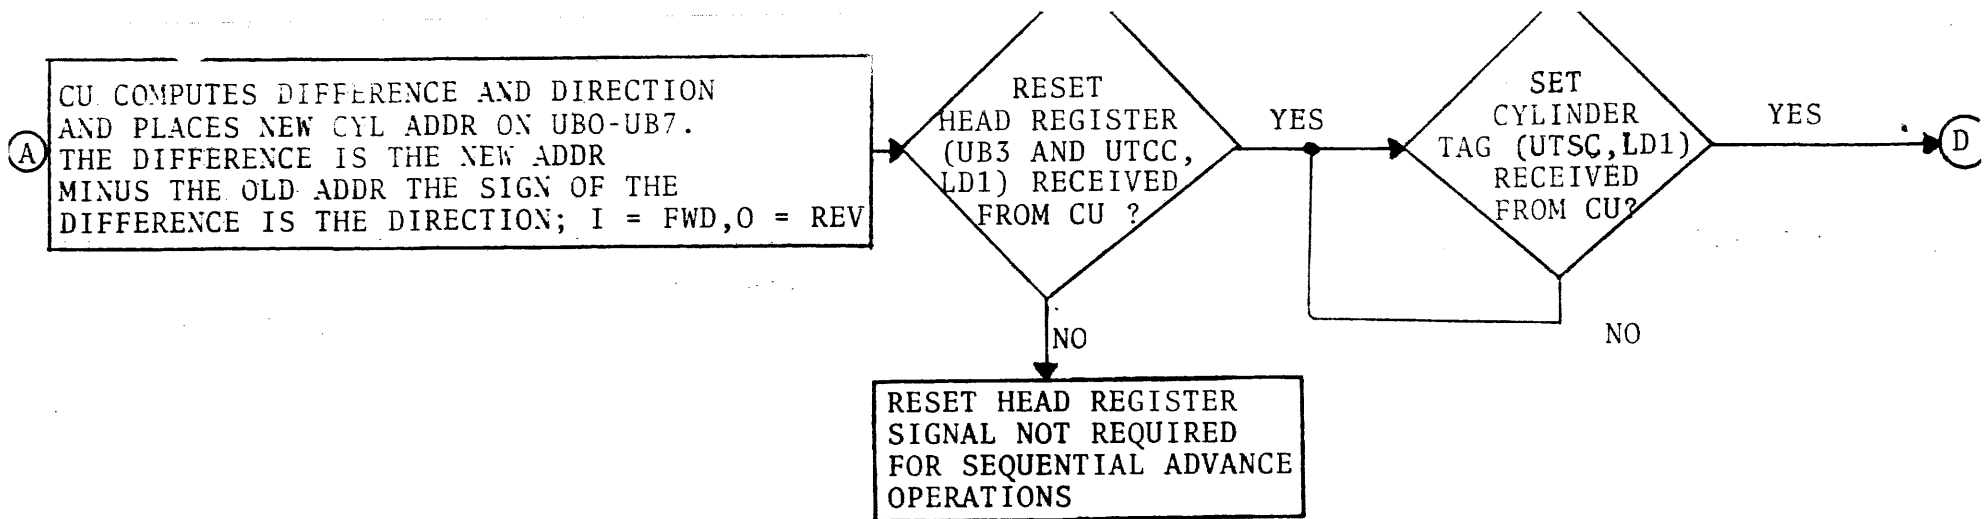 A
CU COMPUTES DIFFERENCE AND DIRECTION
AND PLACES NEW CYL ADDR ON UB0-UB7.
THE DIFFERENCE IS THE NEW ADDR
MINUS THE OLD ADDR THE SIGN OF THE
DIFFERENCE IS THE DIRECTION; I = FWD,O = REV
RESET
HEAD REGISTER
(UB3 AND UTCC,
LD1) RECEIVED
FROM CU ?
YES
NO
RESET HEAD REGISTER
SIGNAL NOT REQUIRED
FOR SEQUENTIAL ADVANCE
OPERATIONS
SET
CYLINDER
TAG (UTSC,LD1)
RECEIVED
FROM CU?
YES
NO
D